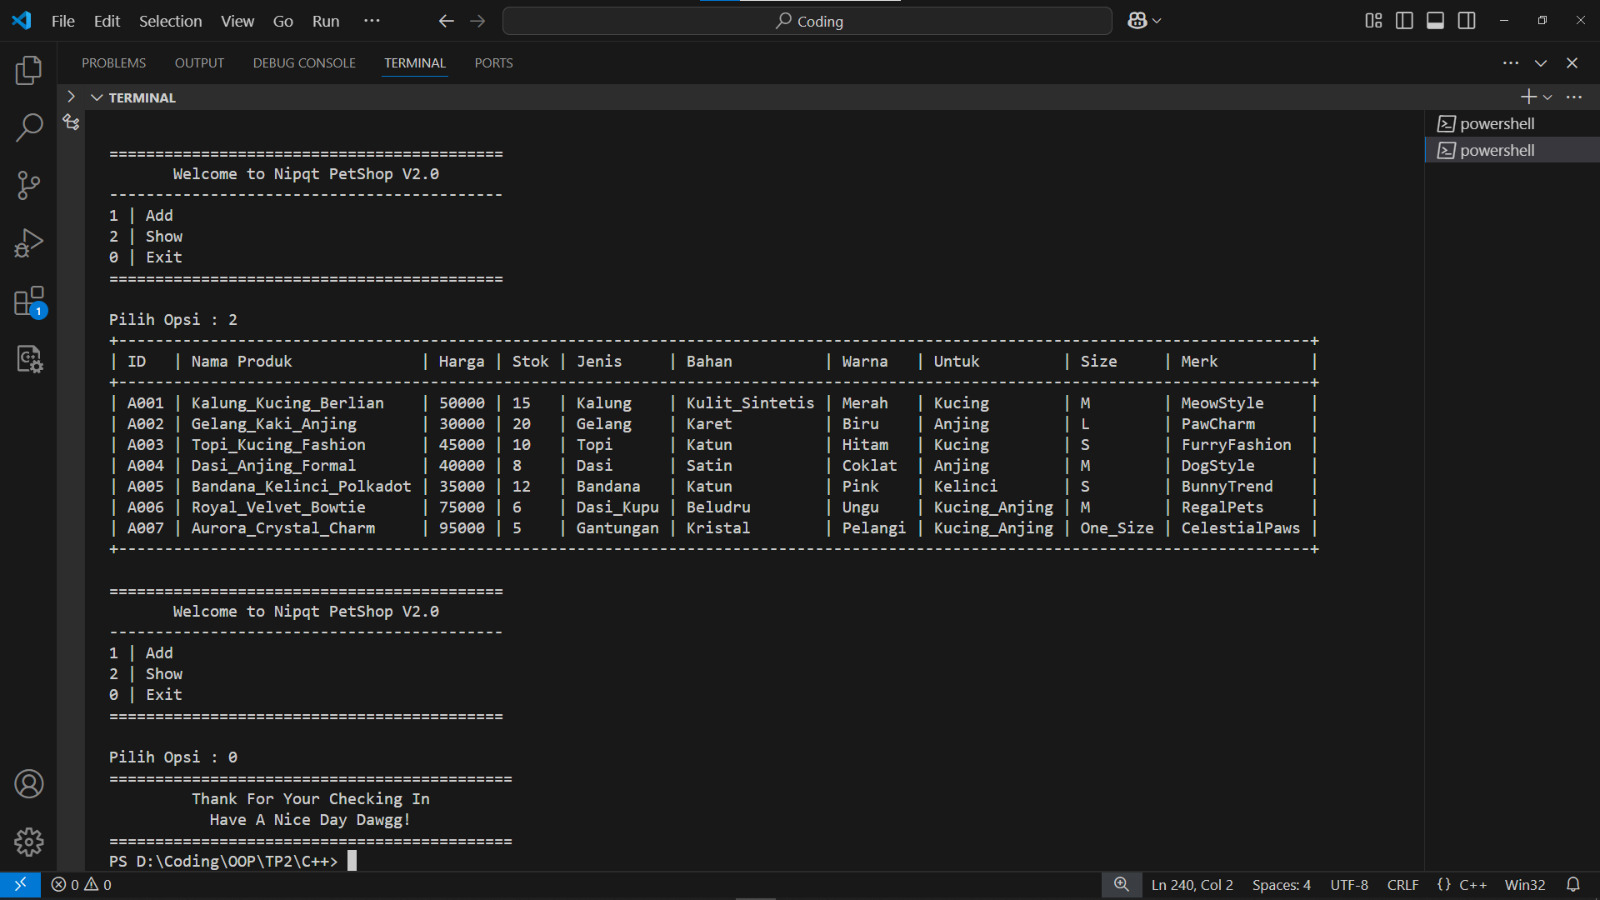 File Edit Selection View Go Run ··· Coding
PROBLEMS OUTPUT DEBUG CONSOLE TERMINAL PORTS
TERMINAL
powershell
powershell
===========================================
Welcome to Nipqt PetShop V2.0
-------------------------------------------
1 | Add
2 | Show
0 | Exit
===========================================
Pilih Opsi : 2
+----------------------------------------------------------------------------------------------------------------------------------+
| ID | Nama Produk | Harga | Stok | Jenis | Bahan | Warna | Untuk | Size | Merk |
+----------------------------------------------------------------------------------------------------------------------------------+
| A001 | Kalung_Kucing_Berlian | 50000 | 15 | Kalung | Kulit_Sintetis | Merah | Kucing | M | MeowStyle |
| A002 | Gelang_Kaki_Anjing | 30000 | 20 | Gelang | Karet | Biru | Anjing | L | PawCharm |
| A003 | Topi_Kucing_Fashion | 45000 | 10 | Topi | Katun | Hitam | Kucing | S | FurryFashion |
| A004 | Dasi_Anjing_Formal | 40000 | 8 | Dasi | Satin | Coklat | Anjing | M | DogStyle |
| A005 | Bandana_Kelinci_Polkadot | 35000 | 12 | Bandana | Katun | Pink | Kelinci | S | BunnyTrend |
| A006 | Royal_Velvet_Bowtie | 75000 | 6 | Dasi_Kupu | Beludru | Ungu | Kucing_Anjing | M | RegalPets |
| A007 | Aurora_Crystal_Charm | 95000 | 5 | Gantungan | Kristal | Pelangi | Kucing_Anjing | One_Size | CelestialPaws |
+----------------------------------------------------------------------------------------------------------------------------------+
===========================================
Welcome to Nipqt PetShop V2.0
-------------------------------------------
1 | Add
2 | Show
0 | Exit
===========================================
Pilih Opsi : 0
============================================
Thank For Your Checking In
Have A Nice Day Dawgg!
============================================
PS D:\Coding\OOP\TP2\C++>
1
0 0 Ln 240, Col 2 Spaces: 4 UTF-8 CRLF {} C++ Win32